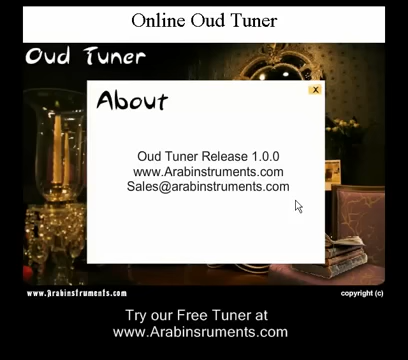 Online Oud Tuner
Oud Tuner
About
X
Oud Tuner Release 1.0.0
www.Arabinstruments.com
Sales@arabinstruments.com
www.Arabinstruments.com
copyright (c)
Try our Free Tuner at
www.Arabinsruments.com